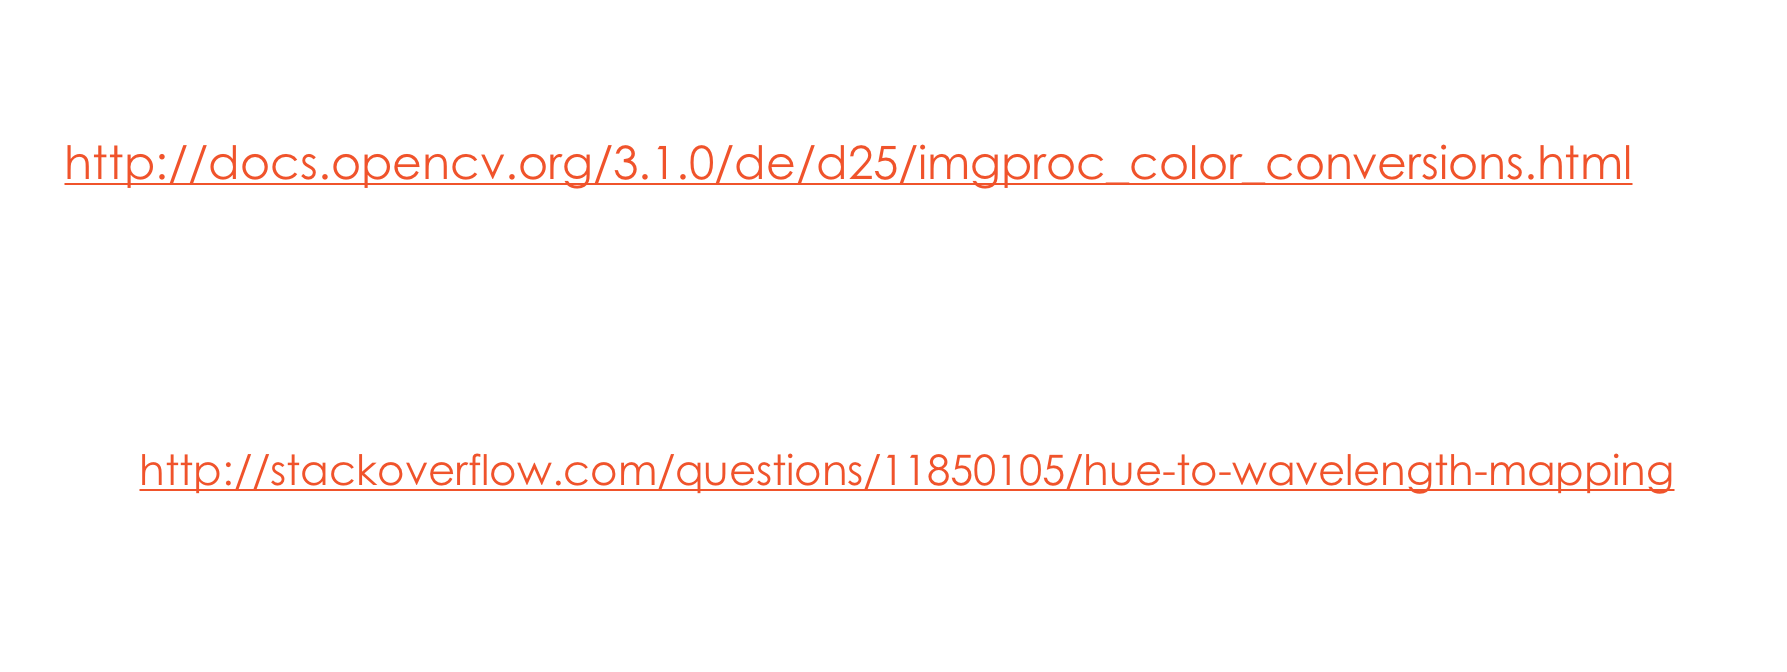 http://docs.opencv.org/3.1.0/de/d25/imgproc_color_conversions.html
http://stackoverflow.com/questions/11850105/hue-to-wavelength-mapping